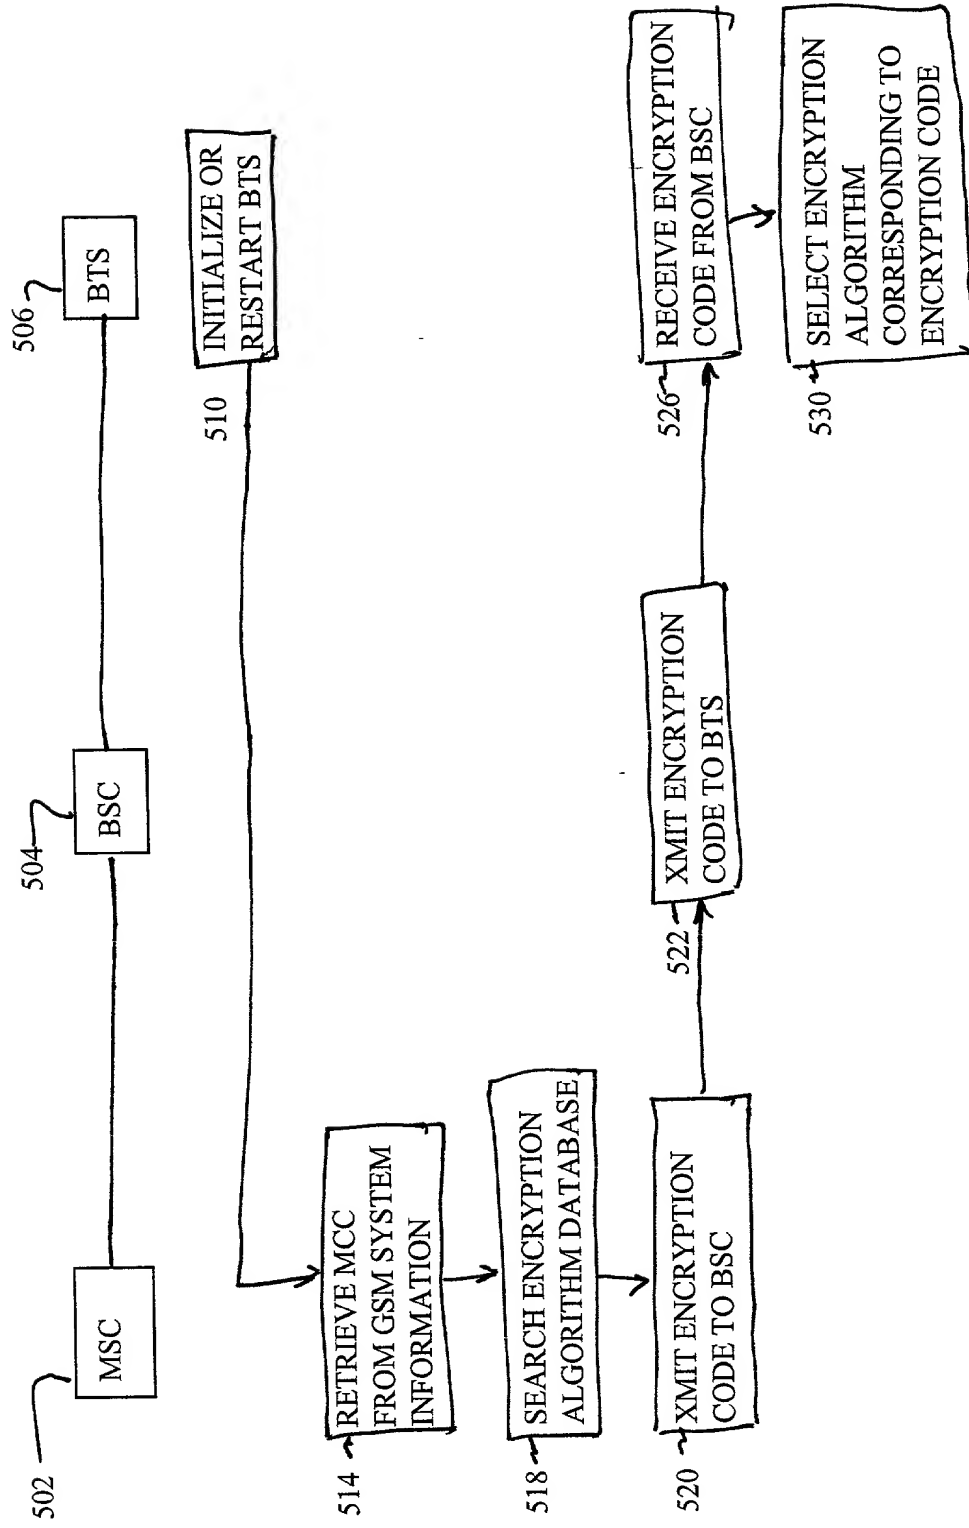 502
MSC
504
BSC
506
BTS
510
INITIALIZE OR
RESTART BTS
514
RETRIEVE MCC
FROM GSM SYSTEM
INFORMATION
518
SEARCH ENCRYPTION
ALGORITHM DATABASE
520
XMIT ENCRYPTION
CODE TO BSC
522
XMIT ENCRYPTION
CODE TO BTS
526
RECEIVE ENCRYPTION
CODE FROM BSC
530
SELECT ENCRYPTION
ALGORITHM
CORRESPONDING TO
ENCRYPTION CODE